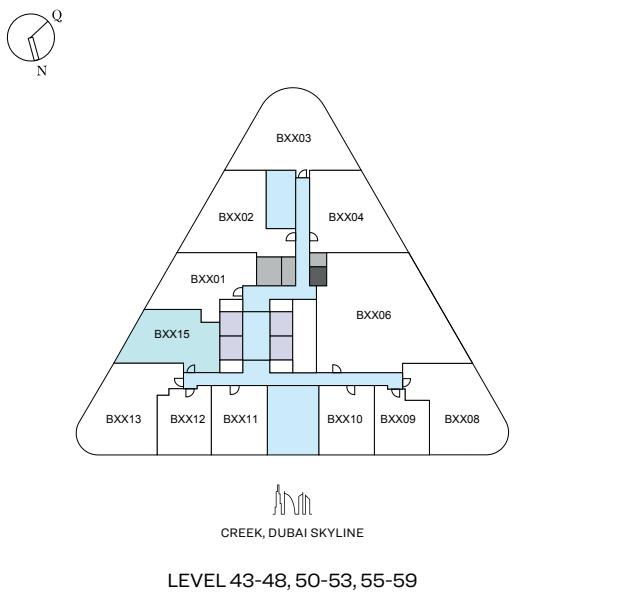 Q
N
BXX03
BXX02
BXX04
BXX01
BXX06
BXX15
BXX13
BXX12
BXX11
BXX10
BXX09
BXX08
CREEK, DUBAI SKYLINE
LEVEL 43-48, 50-53, 55-59